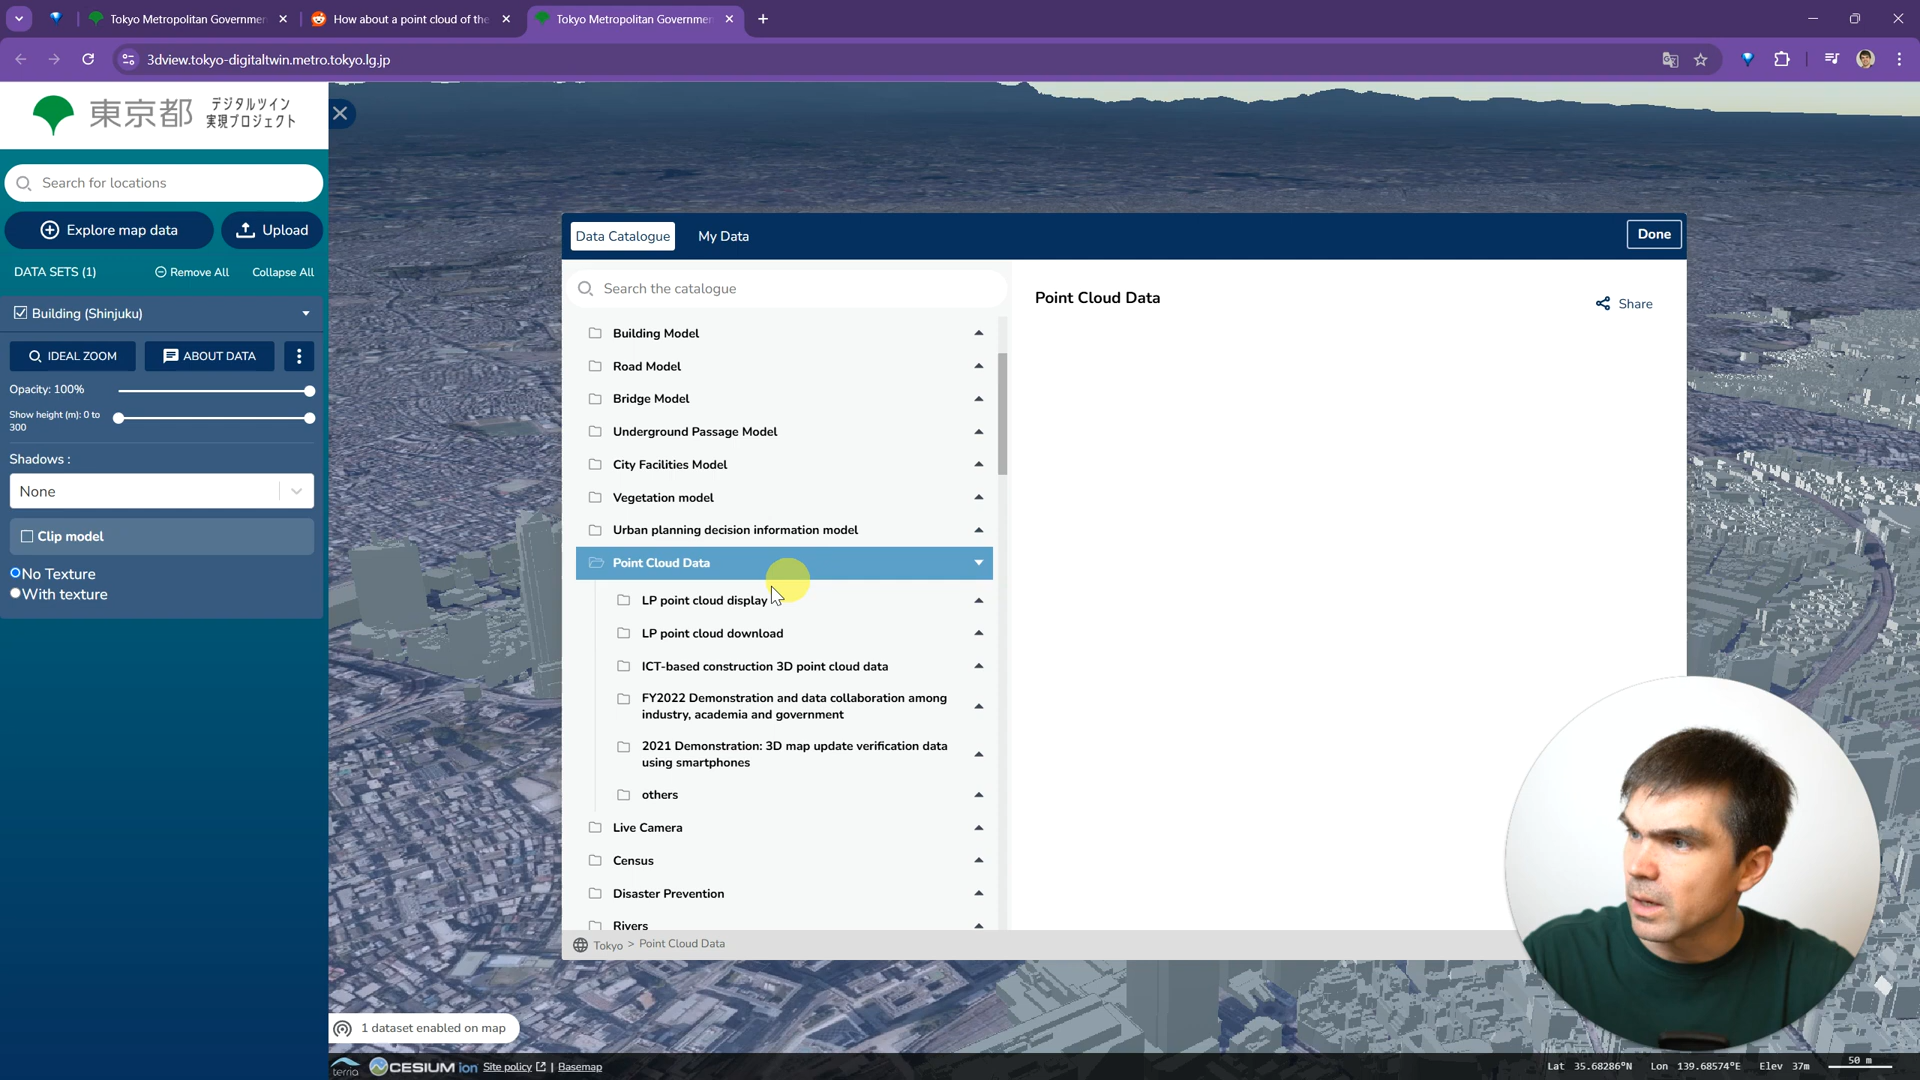 Tokyo Metropolitan Governmen
How about a point cloud of the
Tokyo Metropolitan Governmen
3dview.tokyo-digitaltwin.metro.tokyo.lg.jp
東京都
デジタルツイン
実現プロジェクト
Search for locations
Explore map data
Upload
DATA SETS (1)
Remove All
Collapse All
Building (Shinjuku)
IDEAL ZOOM
ABOUT DATA
Opacity: 100%
Show height (m): 0 to
300
Shadows :
None
Clip model
No Texture
With texture
Data Catalogue
My Data
Done
Search the catalogue
Building Model
Road Model
Bridge Model
Underground Passage Model
City Facilities Model
Vegetation model
Urban planning decision information model
Point Cloud Data
LP point cloud display
LP point cloud download
ICT-based construction 3D point cloud data
FY2022 Demonstration and data collaboration among
industry, academia and government
2021 Demonstration: 3D map update verification data
using smartphones
others
Live Camera
Census
Disaster Prevention
Rivers
Point Cloud Data
Share
Tokyo > Point Cloud Data
1 dataset enabled on map
terria
CESIUM ion
Site policy | Basemap
Lat 35.68286°N Lon 139.68574°E Elev 37m
50 m